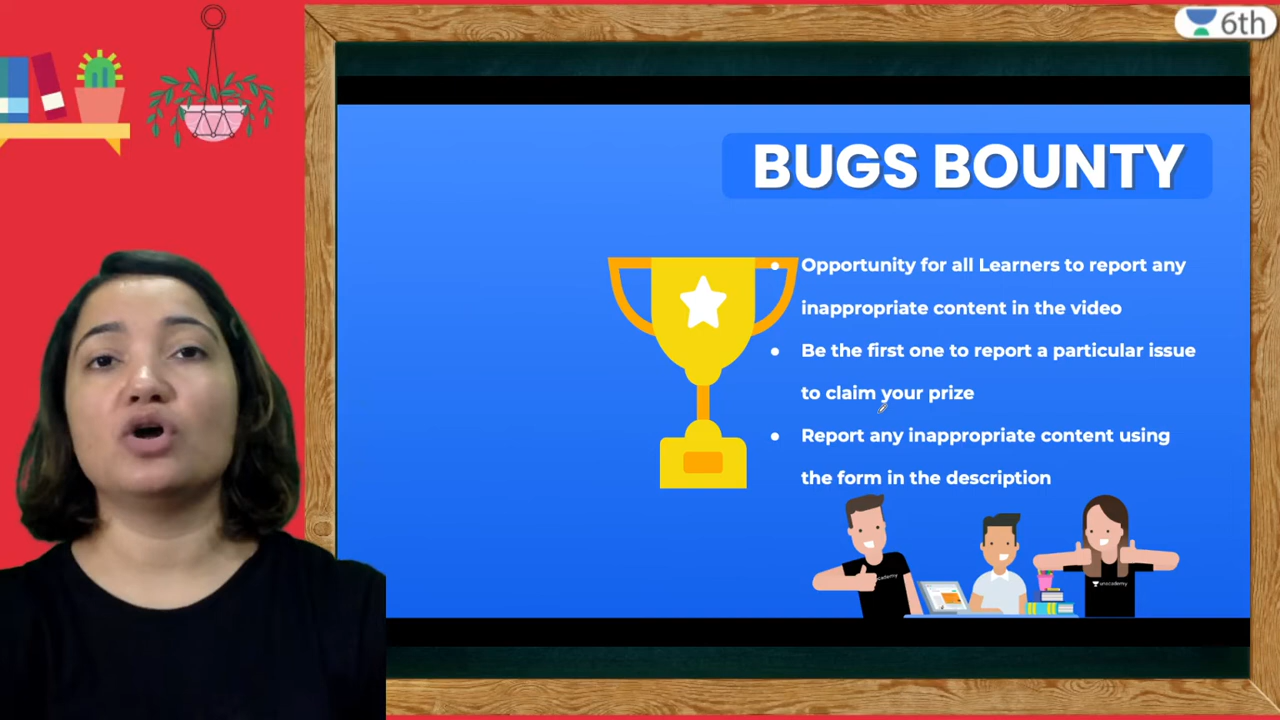 6th
BUGS BOUNTY
• Opportunity for all Learners to report any
inappropriate content in the video
• Be the first one to report a particular issue
to claim your prize
• Report any inappropriate content using
the form in the description
unacademy